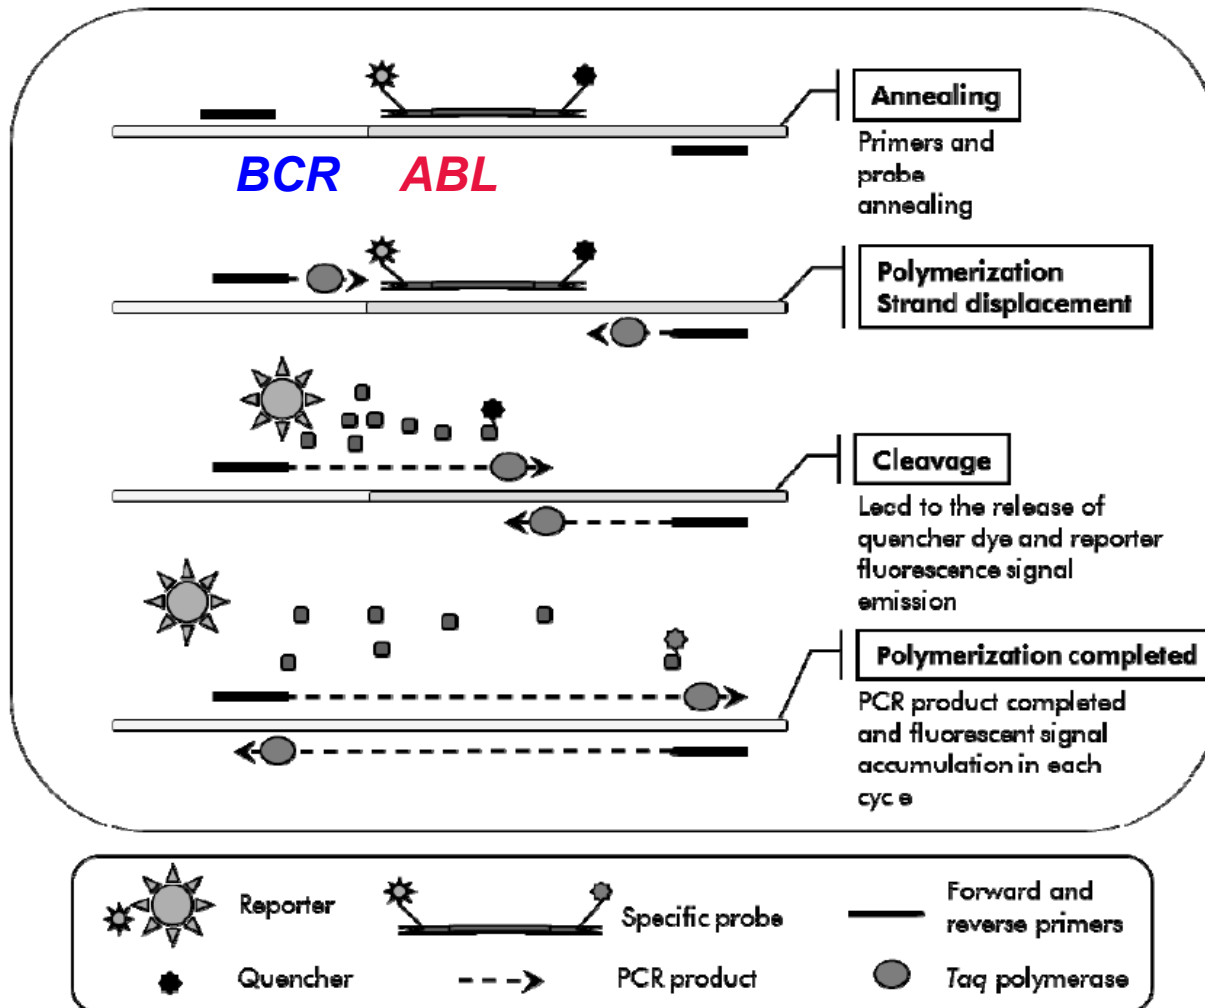 Annealing
Primers and
probe
annealing
BCR ABL
Polymerization
Strand displacement
Cleavage
Lead to the release of
quencher dye and reporter
fluorescence signal
emission
Polymerization completed
PCR product completed
and fluorescent signal
accumulation in each
cyc e
Reporter
Specific probe
Forward and
reverse primers
Quencher
PCR product
Taq polymerase